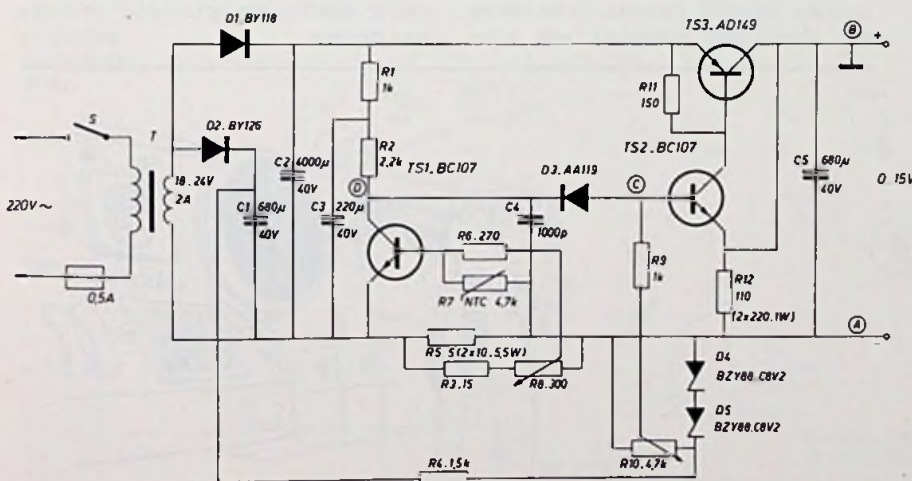 D1.BY118
TS3.AD149
B
+
R1
1k
R11
150
S
T
D2.BY126
R2
2,2k
TS1.BC107
TS2.BC107
C2 4000µ
40V
18.24V
2A
D
D3.AA119
C
C5 680µ
40V
0 15V
220V~
C1 680µ
40V
C3 220µ
40V
C4
1000p
R6.270
R7 NTC 4,7k
R9
1k
R12
110
(2x220.1W)
0,5A
A
-
R5 5(2x10.5,5W)
R3.15
R8.300
D4
BZY88.C8V2
D5
BZY88.C8V2
R10.4,7k
R4.1,5k